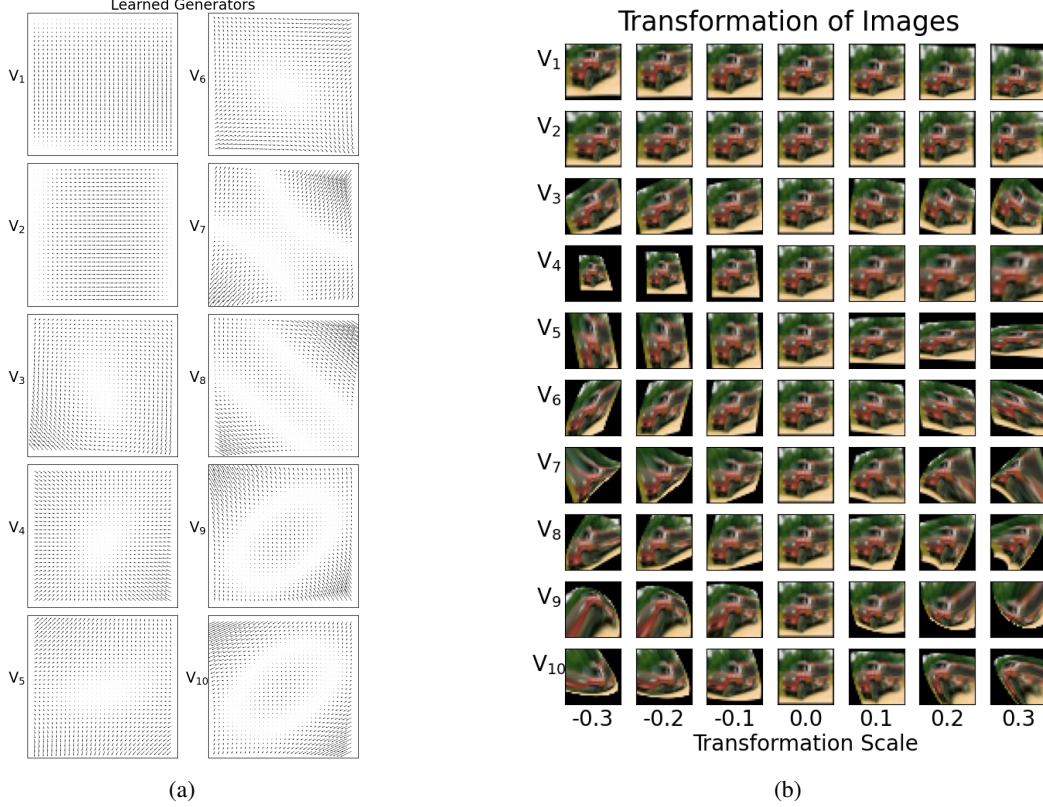 Learned Generators
V1
V6
V2
V7
V3
V8
V4
V9
V5
V10
(a)
Transformation of Images
V1
V2
V3
V4
V5
V6
V7
V8
V9
V10
-0.3 -0.2 -0.1 0.0 0.1 0.2 0.3
Transformation Scale
(b)